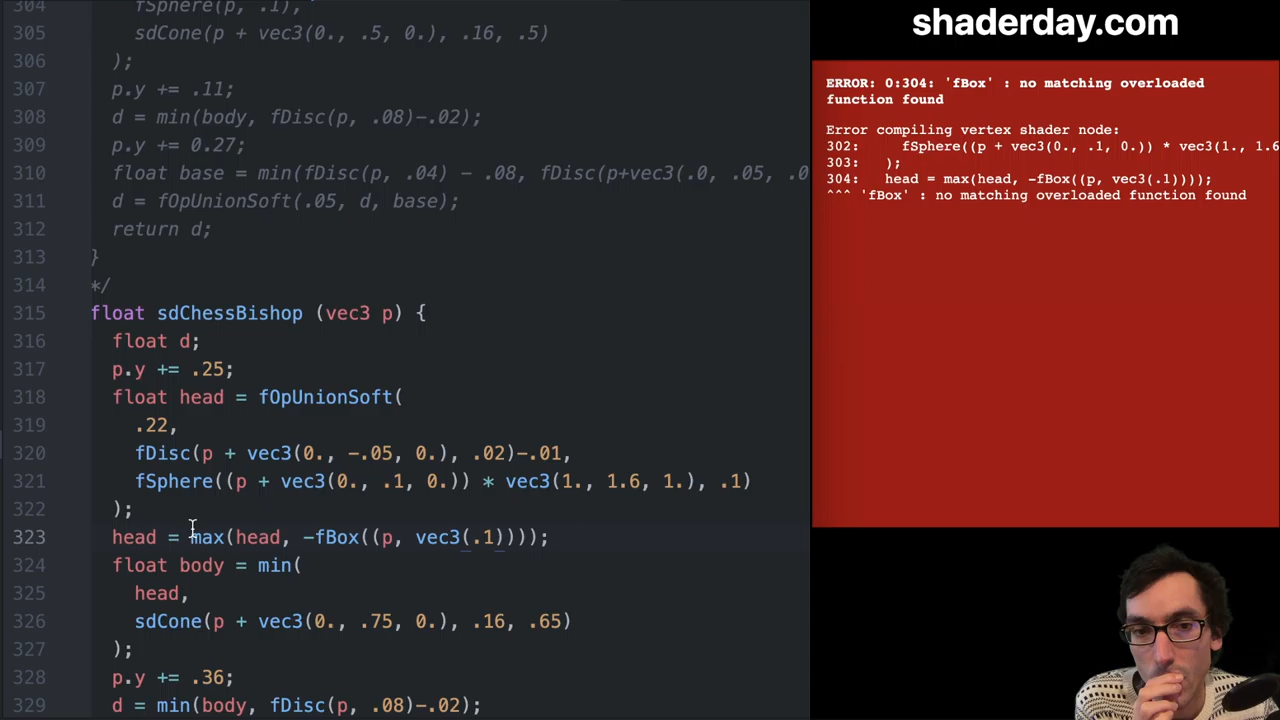 304 fSphere(p, .1),
305 sdCone(p + vec3(0., .5, 0.), .16, .5)
306 );
307 p.y += .11;
308 d = min(body, fDisc(p, .08)-.02);
309 p.y += 0.27;
310 float base = min(fDisc(p, .04) - .08, fDisc(p+vec3(.0, .05, .0
311 d = fOpUnionSoft(.05, d, base);
312 return d;
313 }
314 */
315 float sdChessBishop (vec3 p) {
316 float d;
317 p.y += .25;
318 float head = fOpUnionSoft(
319 .22,
320 fDisc(p + vec3(0., -.05, 0.), .02)-.01,
321 fSphere((p + vec3(0., .1, 0.)) * vec3(1., 1.6, 1.), .1)
322 );
323 head = max(head, -fBox((p, vec3(.1))));
324 float body = min(
325 head,
326 sdCone(p + vec3(0., .75, 0.), .16, .65)
327 );
328 p.y += .36;
329 d = min(body, fDisc(p, .08)-.02);
shaderday.com
ERROR: 0:304: 'fBox' : no matching overloaded
function found
Error compiling vertex shader node:
302: fSphere((p + vec3(0., .1, 0.)) * vec3(1., 1.6
303: );
304: head = max(head, -fBox((p, vec3(.1))));
^^^ 'fBox' : no matching overloaded function found